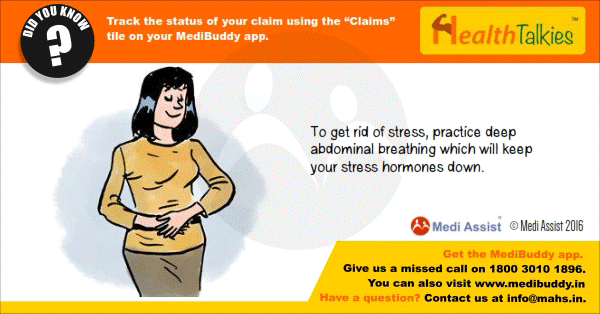 DID YOU KNOW
?
Track the status of your claim using the “Claims”
tile on your MediBuddy app.
HealthTalkies™
To get rid of stress, practice deep
abdominal breathing which will keep
your stress hormones down.
Medi Assist® © Medi Assist 2016
Get the MediBuddy app.
Give us a missed call on 1800 3010 1896.
You can also visit www.medibuddy.in
Have a question? Contact us at info@mahs.in.